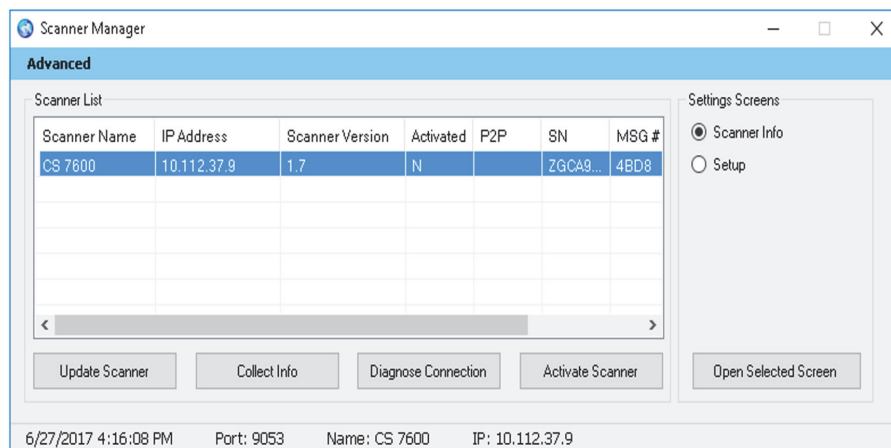 Scanner Manager
Advanced
Scanner List
Scanner Name IP Address Scanner Version Activated P2P SN MSG #
CS 7600 10.112.37.9 1.7 N ZGCA9... 4BD8
Update Scanner Collect Info Diagnose Connection Activate Scanner
Settings Screens
Scanner Info
Setup
Open Selected Screen
6/27/2017 4:16:08 PM Port: 9053 Name: CS 7600 IP: 10.112.37.9